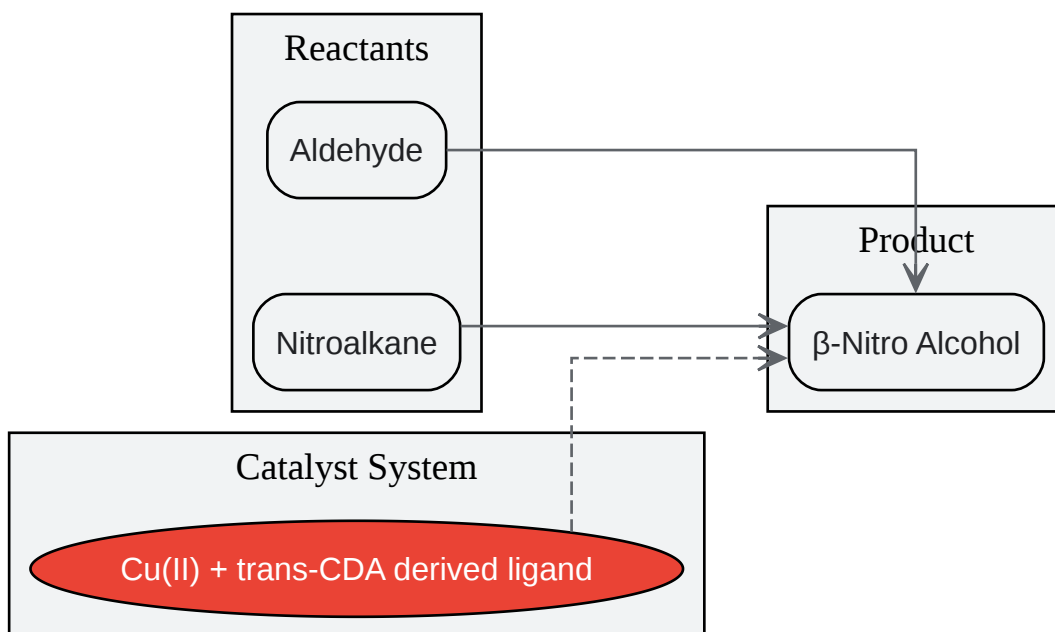 Reactants
Aldehyde
Product
Nitroalkane
β-Nitro Alcohol
Catalyst System
Cu(II) + trans-CDA derived ligand